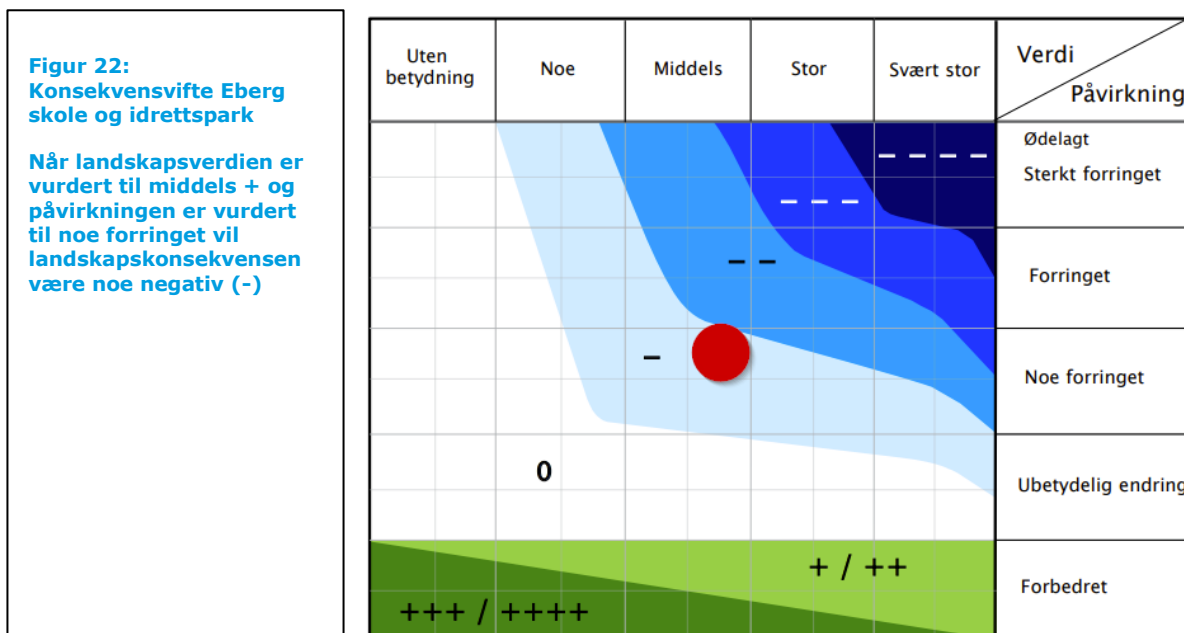 Figur 22:
Konsekvensvifte Eberg
skole og idrettspark
Når landskapsverdien er
vurdert til middels + og
påvirkningen er vurdert
til noe forringet vil
landskapskonsekvensen
være noe negativ (-)
Uten
betydning
Noe
Middels
Stor
Svært stor
Verdi
Påvirkning
– – – –
Ødelagt
Sterkt forringet
– – –
– –
Forringet
–
Noe forringet
0
Ubetydelig endring
+ / ++
+++ / ++++
Forbedret